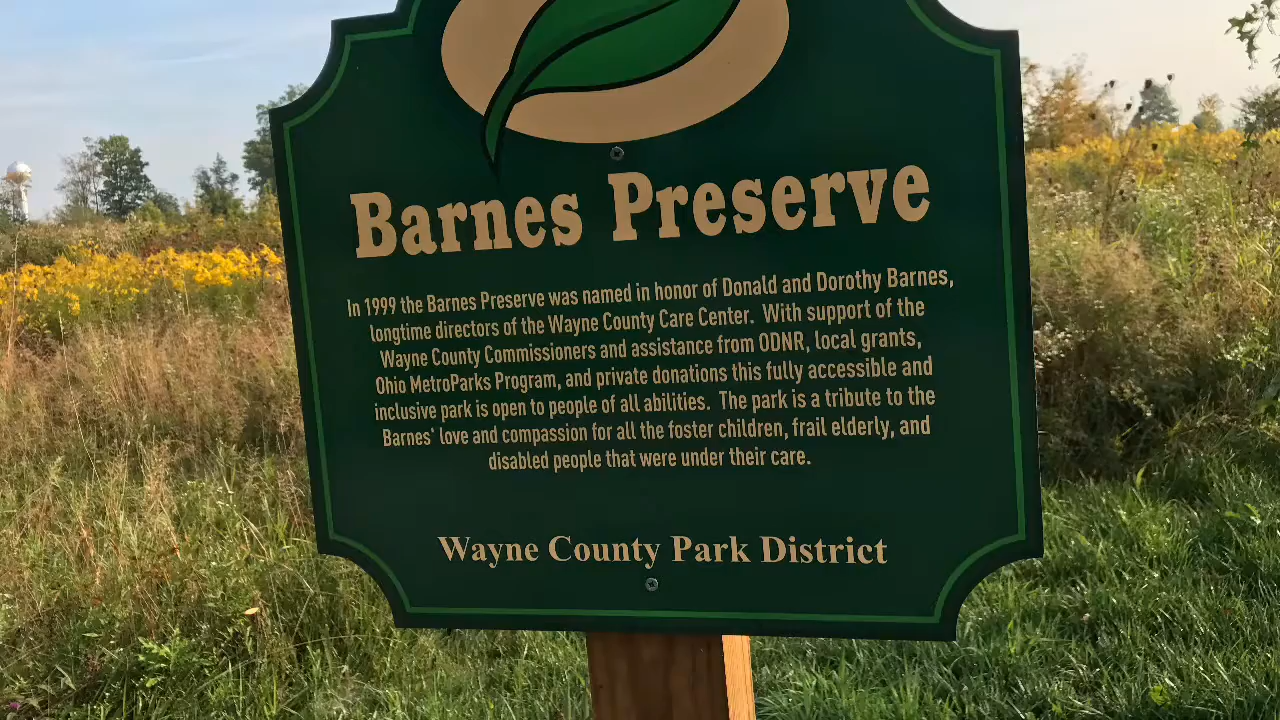 Barnes Preserve
In 1999 the Barnes Preserve was named in honor of Donald and Dorothy Barnes,
longtime directors of the Wayne County Care Center. With support of the
Wayne County Commissioners and assistance from ODNR, local grants,
Ohio MetroParks Program, and private donations this fully accessible and
inclusive park is open to people of all abilities. The park is a tribute to the
Barnes' love and compassion for all the foster children, frail elderly, and
disabled people that were under their care.
Wayne County Park District